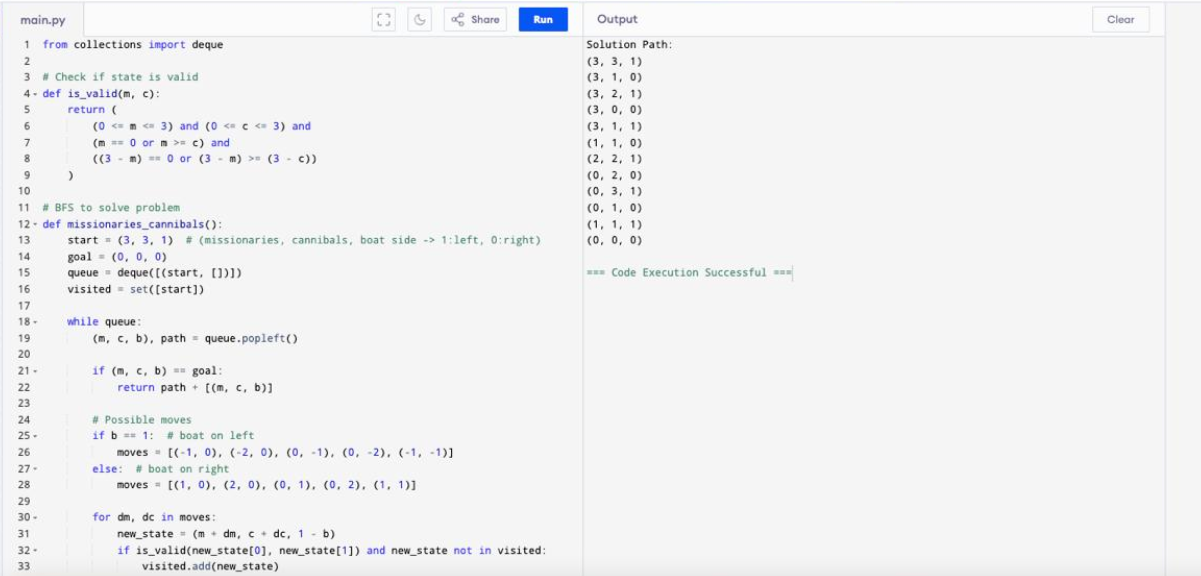 main.py
Share
Run
Output
Clear
1 from collections import deque
2
3 # Check if state is valid
4 def is_valid(m, c):
5     return (
6         (0 <= m <= 3) and (0 <= c <= 3) and
7         (m == 0 or m >= c) and
8         ((3 - m) == 0 or (3 - m) >= (3 - c))
9     )
10
11 # BFS to solve problem
12 def missionaries_cannibals():
13     start = (3, 3, 1)  # (missionaries, cannibals, boat side -> 1:left, 0:right)
14     goal = (0, 0, 0)
15     queue = deque([(start, [])])
16     visited = set([start])
17
18     while queue:
19         (m, c, b), path = queue.popleft()
20
21         if (m, c, b) == goal:
22             return path + [(m, c, b)]
23
24         # Possible moves
25         if b == 1:  # boat on left
26             moves = [(-1, 0), (-2, 0), (0, -1), (0, -2), (-1, -1)]
27         else:  # boat on right
28             moves = [(1, 0), (2, 0), (0, 1), (0, 2), (1, 1)]
29
30         for dm, dc in moves:
31             new_state = (m + dm, c + dc, 1 - b)
32             if is_valid(new_state[0], new_state[1]) and new_state not in visited:
33                 visited.add(new_state)
Solution Path:
(3, 3, 1)
(3, 1, 0)
(3, 2, 1)
(3, 0, 0)
(3, 1, 1)
(1, 1, 0)
(2, 2, 1)
(0, 2, 0)
(0, 3, 1)
(0, 1, 0)
(1, 1, 1)
(0, 0, 0)
=== Code Execution Successful ===